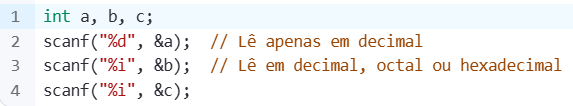 1 int a, b, c;
2 scanf("%d", &a); // Lê apenas em decimal
3 scanf("%i", &b); // Lê em decimal, octal ou hexadecimal
4 scanf("%i", &c);